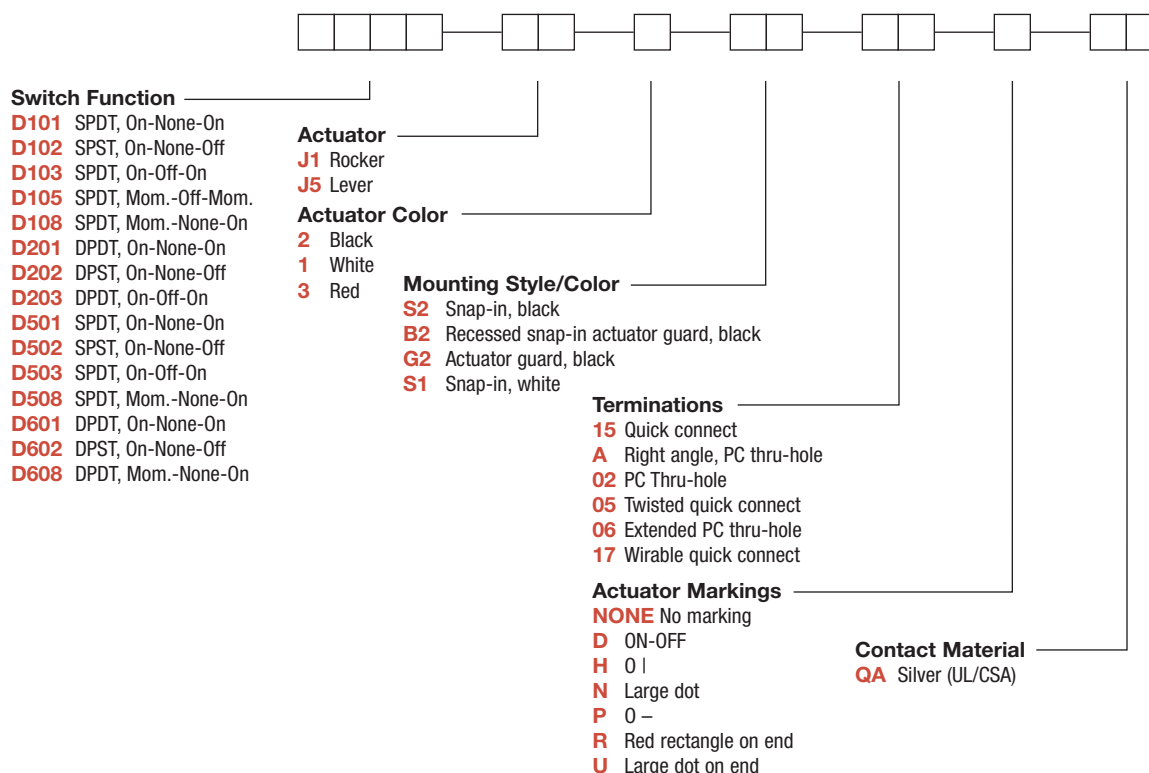 Switch Function
D101 SPDT, On-None-On
D102 SPST, On-None-Off
D103 SPDT, On-Off-On
D105 SPDT, Mom.-Off-Mom.
D108 SPDT, Mom.-None-On
D201 DPDT, On-None-On
D202 DPST, On-None-Off
D203 DPDT, On-Off-On
D501 SPDT, On-None-On
D502 SPST, On-None-Off
D503 SPDT, On-Off-On
D508 SPDT, Mom.-None-On
D601 DPDT, On-None-On
D602 DPST, On-None-Off
D608 DPDT, Mom.-None-On
Actuator
J1 Rocker
J5 Lever
Actuator Color
2 Black
1 White
3 Red
Mounting Style/Color
S2 Snap-in, black
B2 Recessed snap-in actuator guard, black
G2 Actuator guard, black
S1 Snap-in, white
Terminations
15 Quick connect
A Right angle, PC thru-hole
02 PC Thru-hole
05 Twisted quick connect
06 Extended PC thru-hole
17 Wirable quick connect
Actuator Markings
NONE No marking
D ON-OFF
H O |
N Large dot
P O –
R Red rectangle on end
U Large dot on end
Contact Material
QA Silver (UL/CSA)